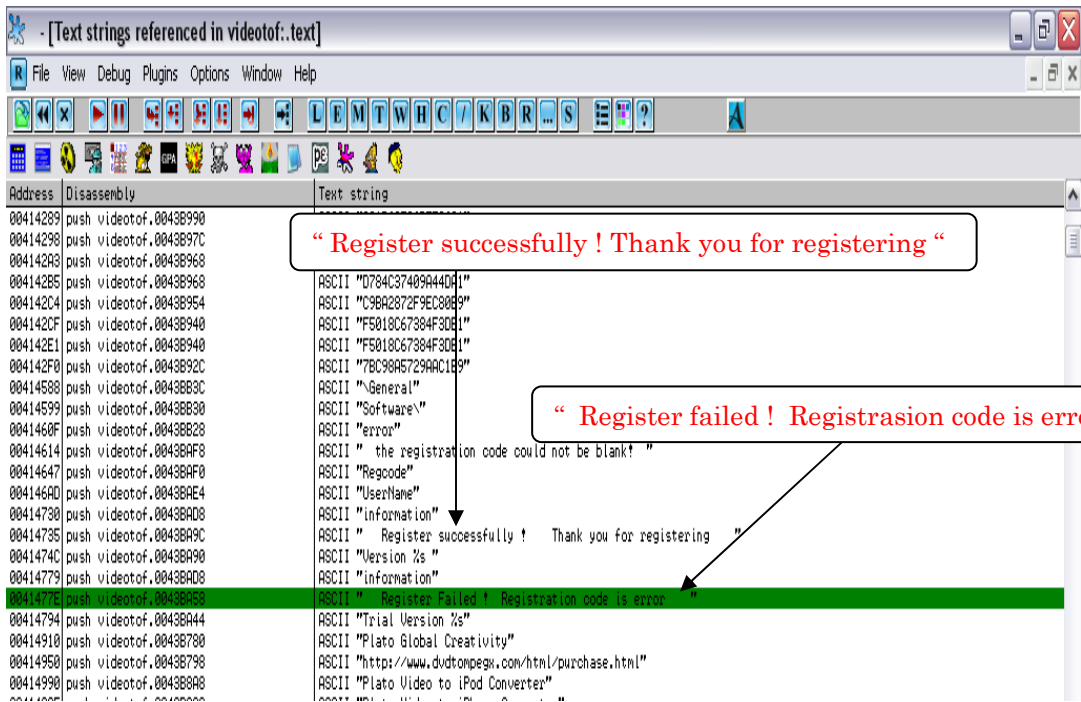 - [Text strings referenced in videotof:.text]
R File View Debug Plugins Options Window Help
L E M T W H C / K B R ... S ?
Address Disassembly Text string
00414289 push videotof.0043B990
00414298 push videotof.0043B97C
“ Register successfully ! Thank you for registering “
004142A3 push videotof.0043B968
004142B5 push videotof.0043B968 ASCII "D784C37409A44DA1"
004142C4 push videotof.0043B954 ASCII "C9BA2872F9EC80B9"
004142CF push videotof.0043B940 ASCII "F5018C67384F3DB1"
004142E1 push videotof.0043B940 ASCII "F5018C67384F3DB1"
004142F0 push videotof.0043B92C ASCII "7BC98A5729AAC1B9"
00414588 push videotof.0043BB3C ASCII "\General"
00414599 push videotof.0043BB30 ASCII "Software\"
“ Register failed ! Registrasion code is erro
0041460F push videotof.0043BB28 ASCII "error"
00414614 push videotof.0043BAF8 ASCII " the registration code could not be blank! "
00414647 push videotof.0043BAF0 ASCII "Regcode"
004146AD push videotof.0043BAE4 ASCII "UserName"
00414730 push videotof.0043BAD8 ASCII "information"
00414735 push videotof.0043BA9C ASCII " Register successfully ! Thank you for registering "
0041474C push videotof.0043BA90 ASCII "Version %s "
00414779 push videotof.0043BAD8 ASCII "information"
0041477E push videotof.0043BA58 ASCII " Register Failed ! Registration code is error "
00414794 push videotof.0043BA44 ASCII "Trial Version %s"
00414910 push videotof.0043B780 ASCII "Plato Global Creativity"
00414950 push videotof.0043B798 ASCII "http://www.dvdtompegx.com/html/purchase.html"
00414990 push videotof.0043B8A8 ASCII "Plato Video to iPod Converter"